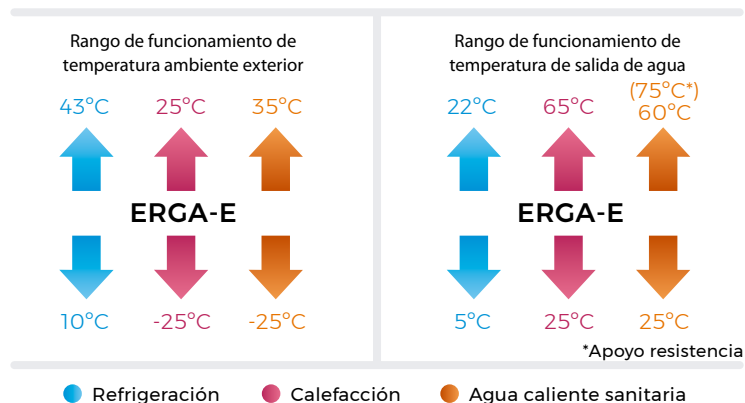 Rango de funcionamiento de
temperatura ambiente exterior
43°C 25°C 35°C
ERGA-E
10°C -25°C -25°C
Rango de funcionamiento de
temperatura de salida de agua
(75°C*)
22°C 65°C 60°C
ERGA-E
5°C 25°C 25°C
*Apoyo resistencia
Refrigeración Calefacción Agua caliente sanitaria